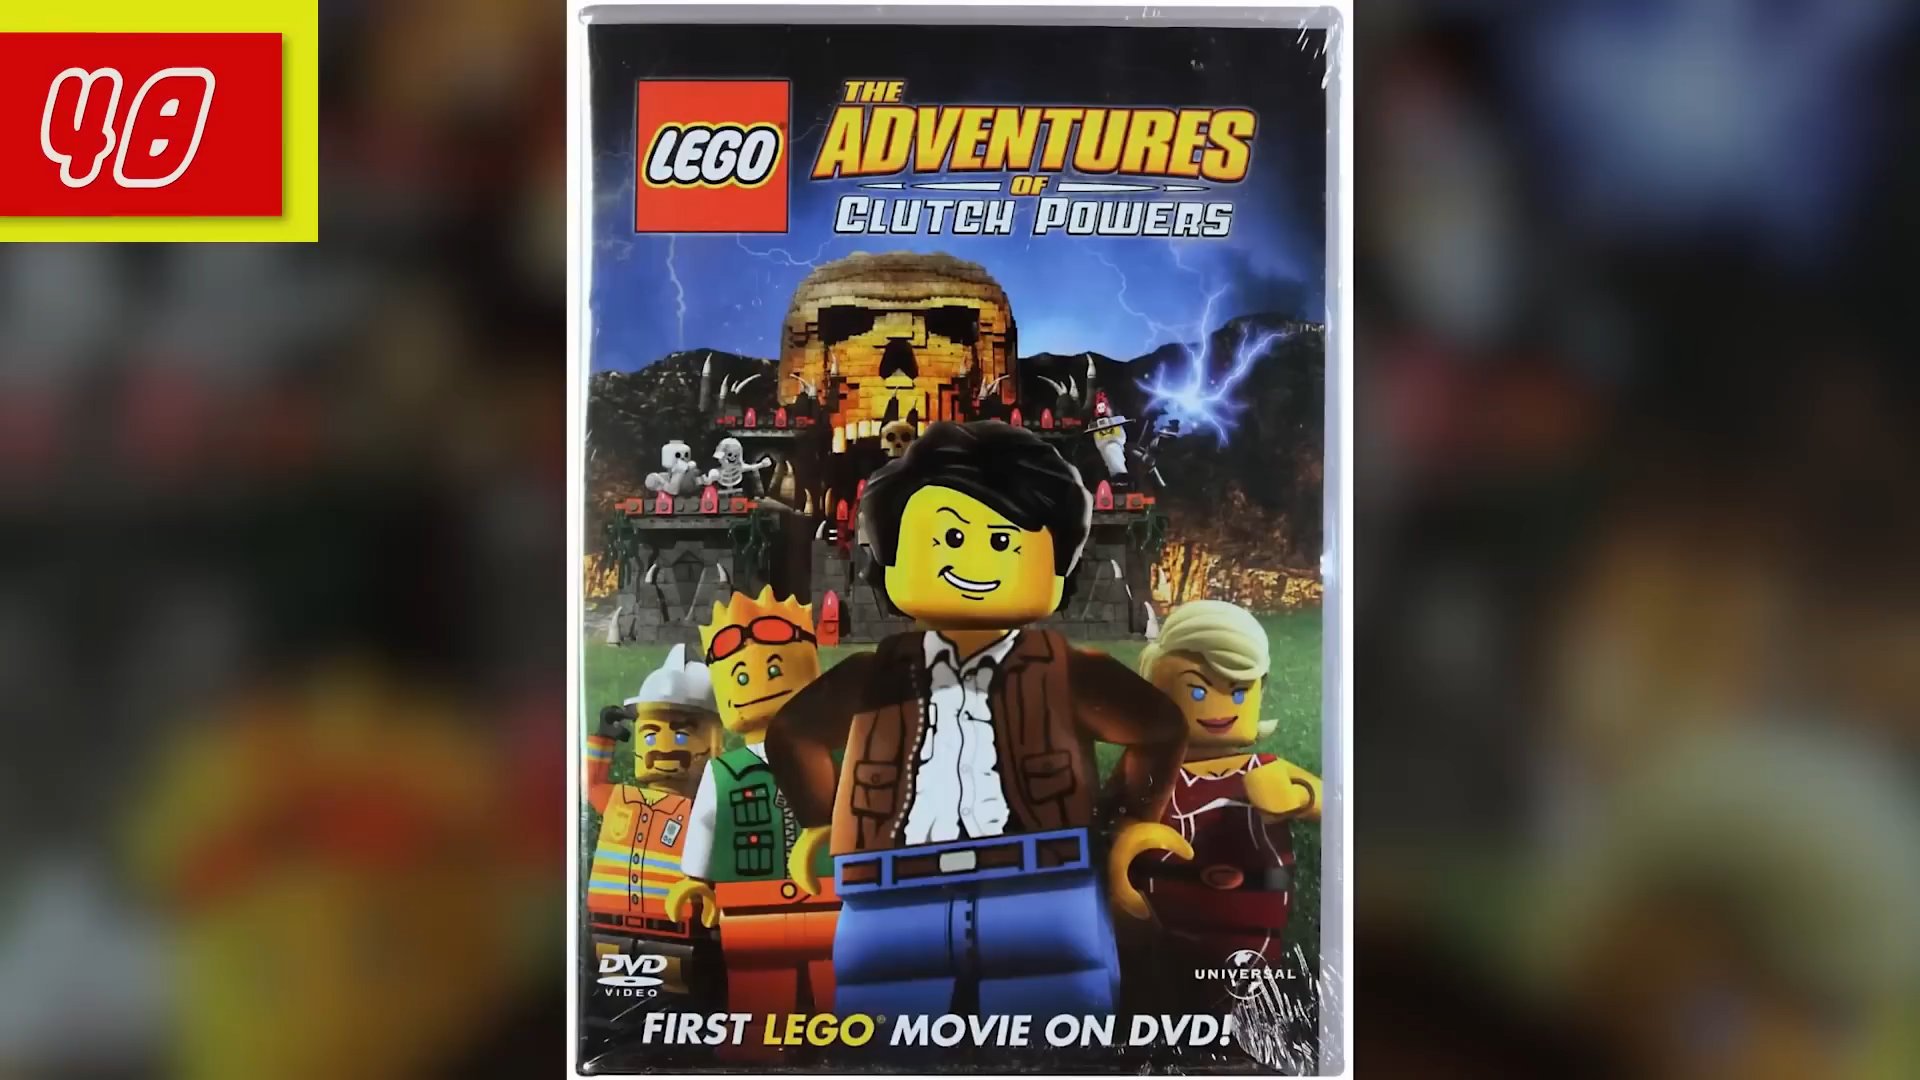 48
LEGO
THE
ADVENTURES
OF
CLUTCH POWERS
DVD
VIDEO
UNIVERSAL
FIRST LEGO® MOVIE ON DVD!